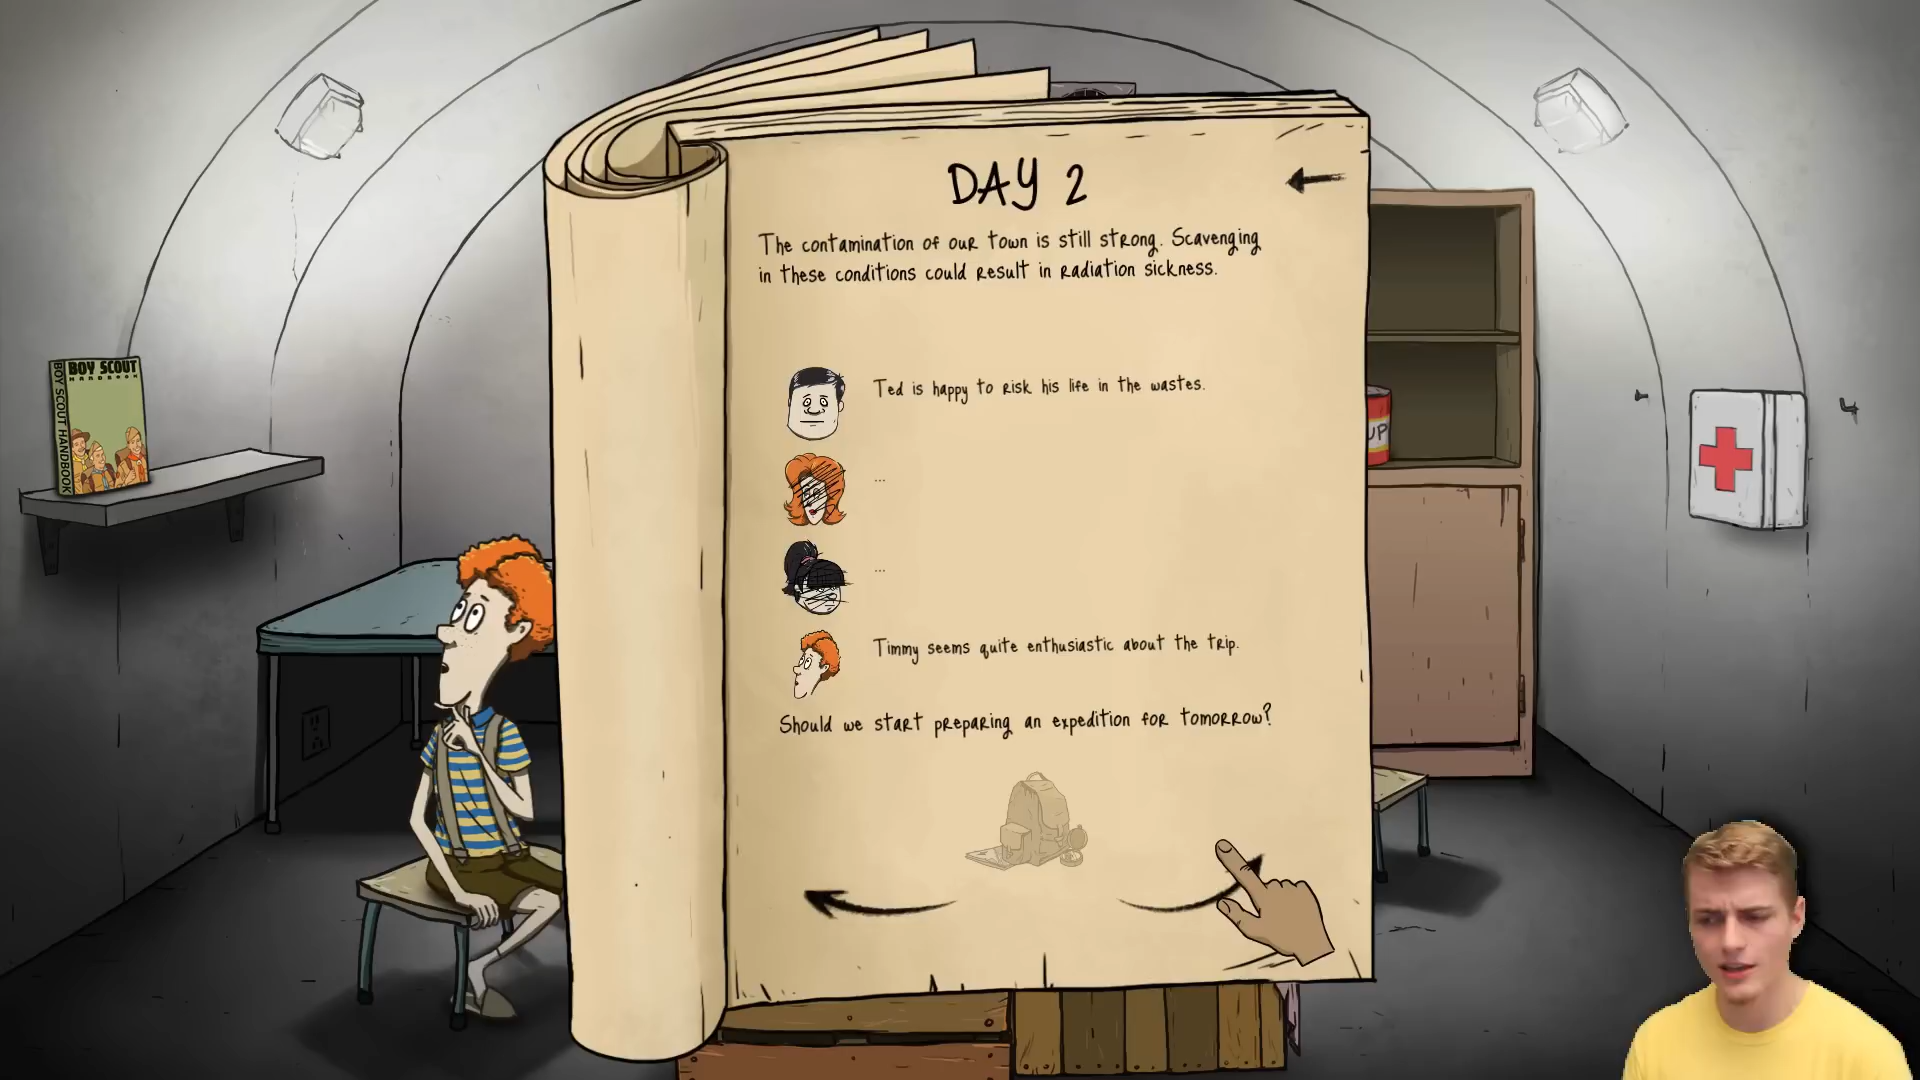 DAY 2
The contamination of our town is still strong. Scavenging
in these conditions could result in radiation sickness.
Ted is happy to risk his life in the wastes.
...
...
Timmy seems quite enthusiastic about the trip.
Should we start preparing an expedition for tomorrow?
BOY SCOUT
HANDBOOK
BOY SCOUT HANDBOOK
UP